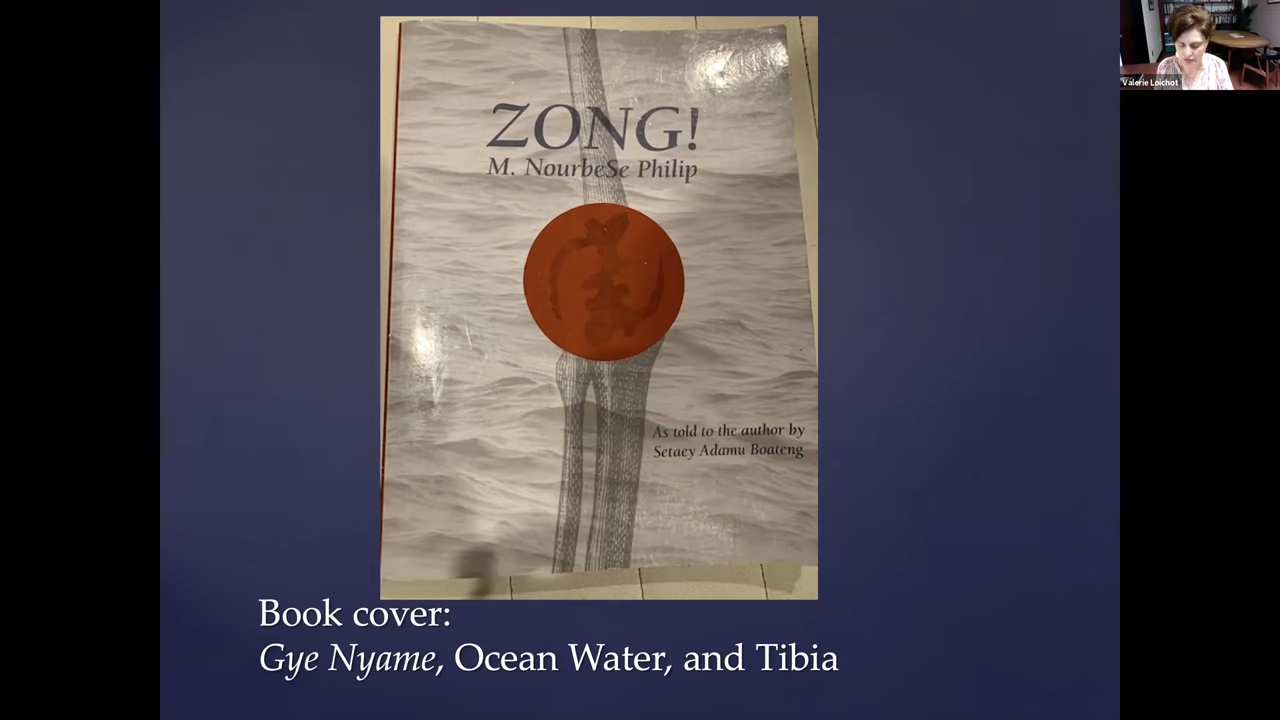 ZONG!
M. NourbeSe Philip
As told to the author by
Setaey Adamu Boateng
Book cover:
Gye Nyame, Ocean Water, and Tibia
Valerie Loichot